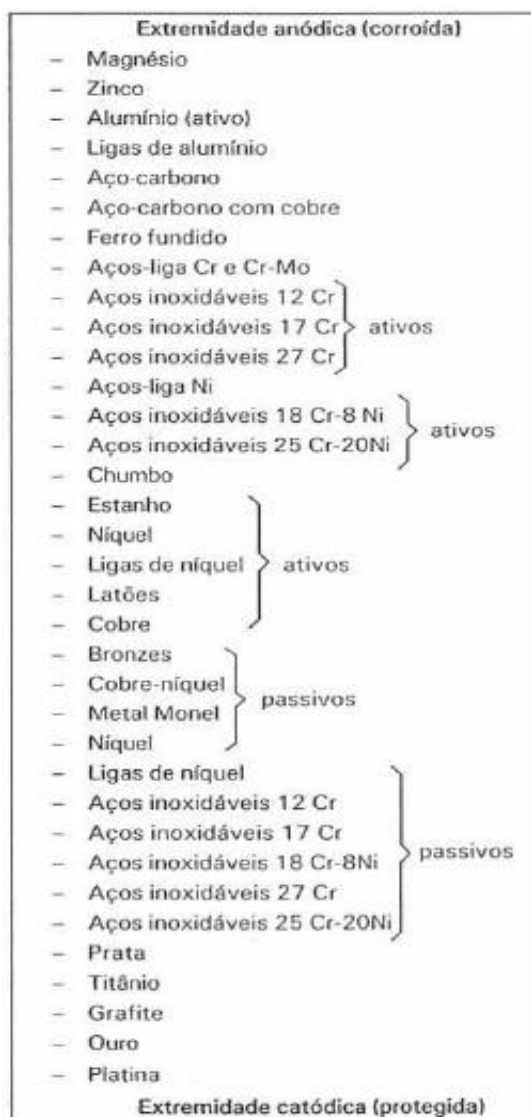 Extremidade anódica (corroída)
– Magnésio
– Zinco
– Alumínio (ativo)
– Ligas de alumínio
– Aço-carbono
– Aço-carbono com cobre
– Ferro fundido
– Aços-liga Cr e Cr-Mo
– Aços inoxidáveis 12 Cr
– Aços inoxidáveis 17 Cr ativos
– Aços inoxidáveis 27 Cr
– Aços-liga Ni
– Aços inoxidáveis 18 Cr-8 Ni
ativos
– Aços inoxidáveis 25 Cr-20Ni
– Chumbo
– Estanho
– Níquel
– Ligas de níquel ativos
– Latões
– Cobre
– Bronzes
– Cobre-níquel
passivos
– Metal Monel
– Níquel
– Ligas de níquel
– Aços inoxidáveis 12 Cr
– Aços inoxidáveis 17 Cr
– Aços inoxidáveis 18 Cr-8Ni passivos
– Aços inoxidáveis 27 Cr
– Aços inoxidáveis 25 Cr-20Ni
– Prata
– Titânio
– Grafite
– Ouro
– Platina
Extremidade catódica (protegida)